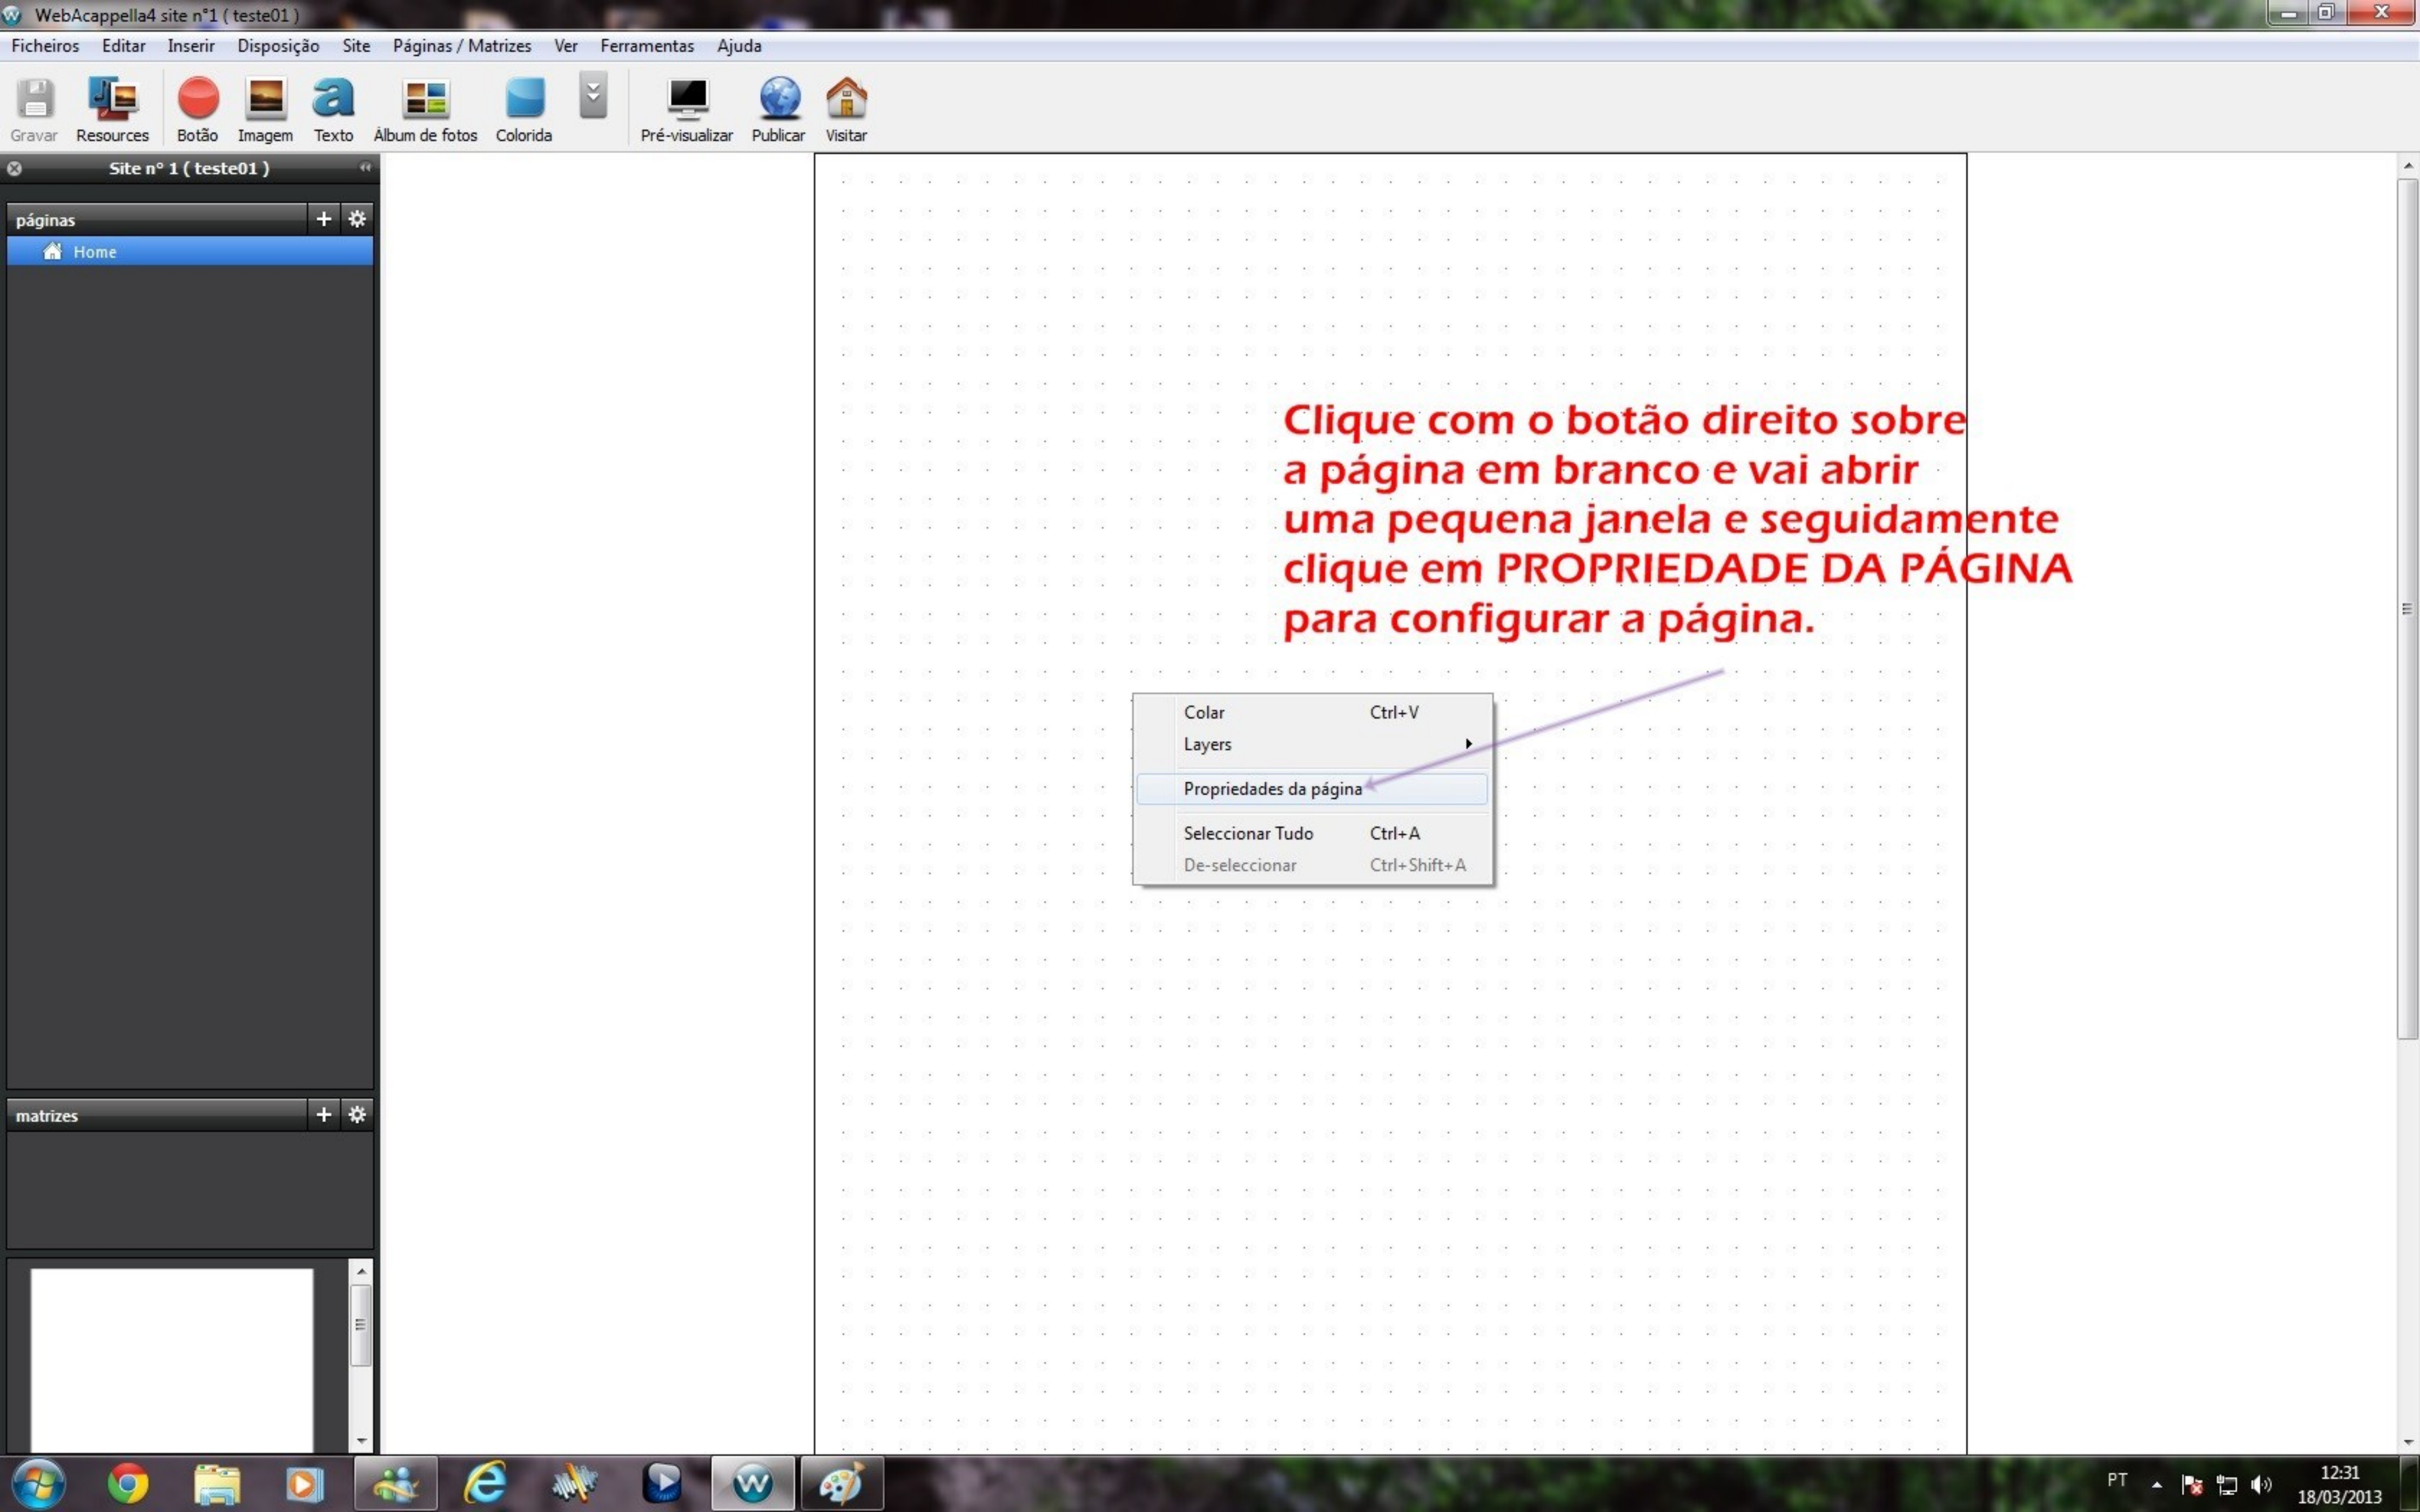 WebAcappella4 site n°1 ( teste01 )
Ficheiros Editar Inserir Disposição Site Páginas / Matrizes Ver Ferramentas Ajuda
Gravar Resources Botão Imagem Texto Álbum de fotos Colorida Pré-visualizar Publicar Visitar
Site nº 1 ( teste01 )
páginas
Home
Clique com o botão direito sobre
a página em branco e vai abrir
uma pequena janela e seguidamente
clique em PROPRIEDADE DA PÁGINA
para configurar a página.
Colar Ctrl+V
Layers
Propriedades da página
Seleccionar Tudo Ctrl+A
De-seleccionar Ctrl+Shift+A
matrizes
PT
12:31
18/03/2013